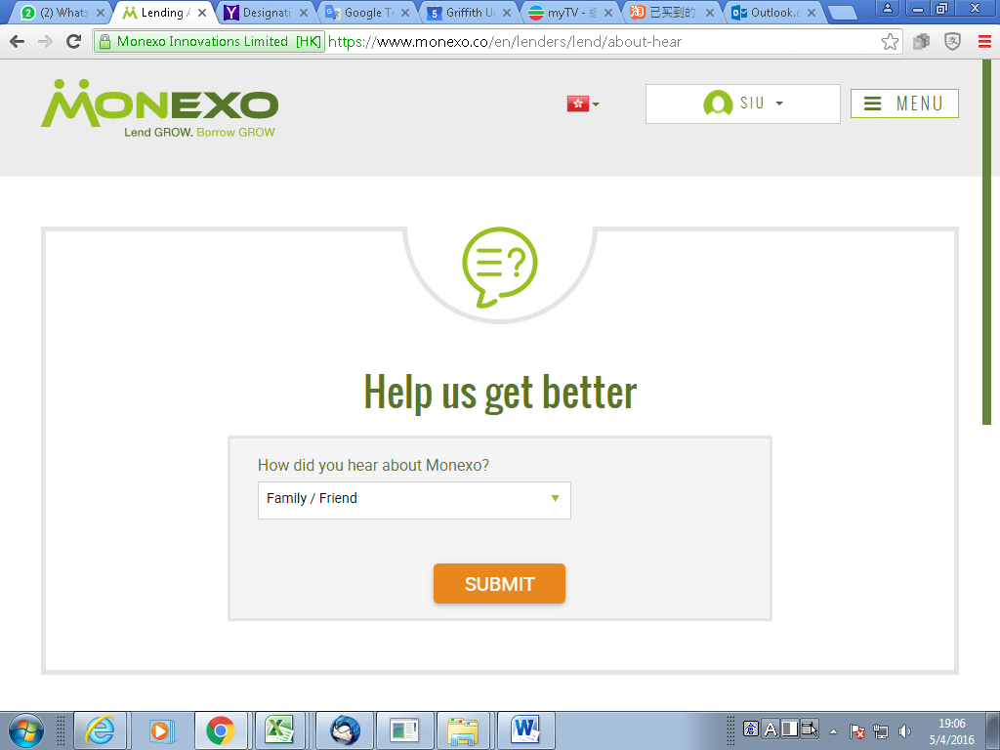 (2) Whats
Lending /
Designati
Google Tr
Griffith Un
myTV -
已买到的
Outlook.c
Monexo Innovations Limited [HK] https://www.monexo.co/en/lenders/lend/about-hear
MONEXO
Lend GROW. Borrow GROW
SIU
MENU
Help us get better
How did you hear about Monexo?
Family / Friend
SUBMIT
19:06
5/4/2016